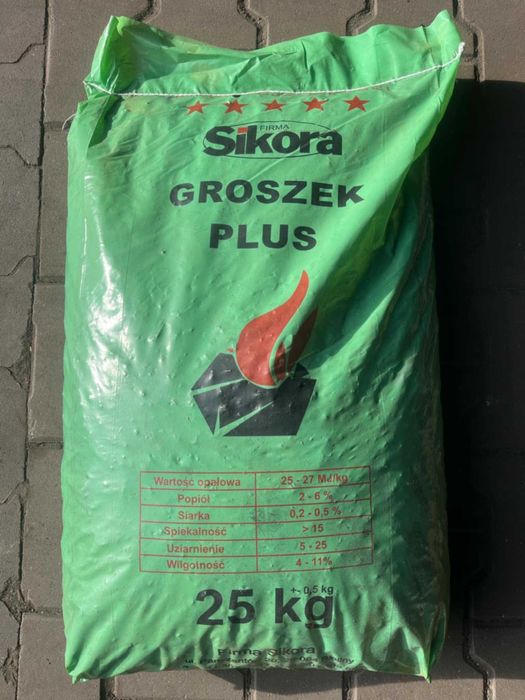 FIRMA
Sikora
GROSZEK
PLUS
Wartość opałowa 25 - 27 MJ/kg
Popiół 2 - 6 %
Siarka 0,2 - 0,5 %
Spiekalność > 15
Uziarnienie 5 - 25
Wilgotność 4 - 11%
25 kg +- 0,5 kg
Firma Sikora
ul.